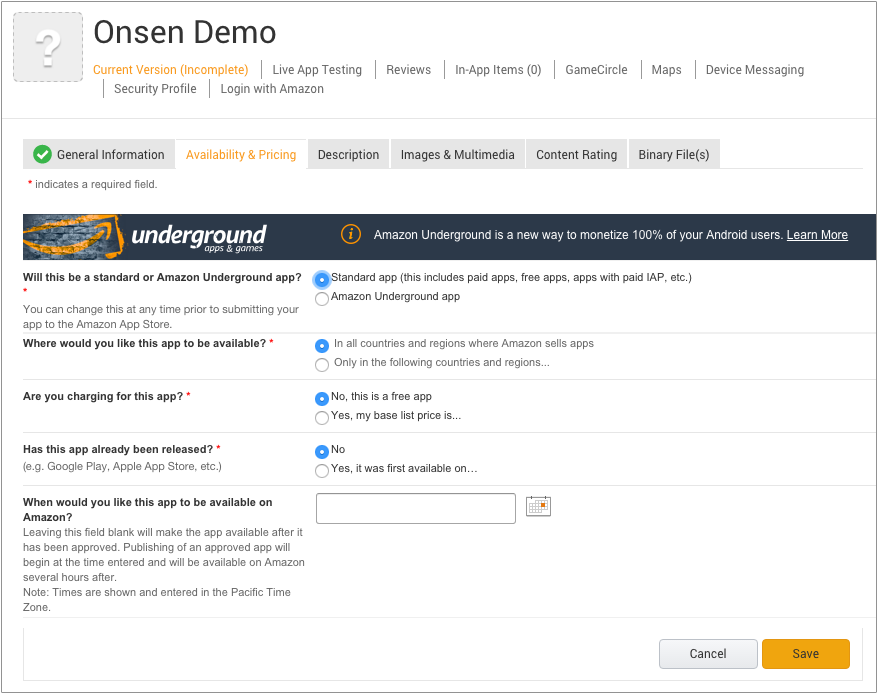 ?
Onsen Demo
Current Version (Incomplete) Live App Testing Reviews In-App Items (0) GameCircle Maps Device Messaging
Security Profile Login with Amazon
General Information Availability & Pricing Description Images & Multimedia Content Rating Binary File(s)
* indicates a required field.
underground
apps & games
Amazon Underground is a new way to monetize 100% of your Android users. Learn More
Will this be a standard or Amazon Underground app?
*
You can change this at any time prior to submitting your
app to the Amazon App Store.
Standard app (this includes paid apps, free apps, apps with paid IAP, etc.)
Amazon Underground app
Where would you like this app to be available? *
In all countries and regions where Amazon sells apps
Only in the following countries and regions...
Are you charging for this app? *
No, this is a free app
Yes, my base list price is...
Has this app already been released? *
(e.g. Google Play, Apple App Store, etc.)
No
Yes, it was first available on…
When would you like this app to be available on
Amazon?
Leaving this field blank will make the app available after it
has been approved. Publishing of an approved app will
begin at the time entered and will be available on Amazon
several hours after.
Note: Times are shown and entered in the Pacific Time
Zone.
Cancel Save